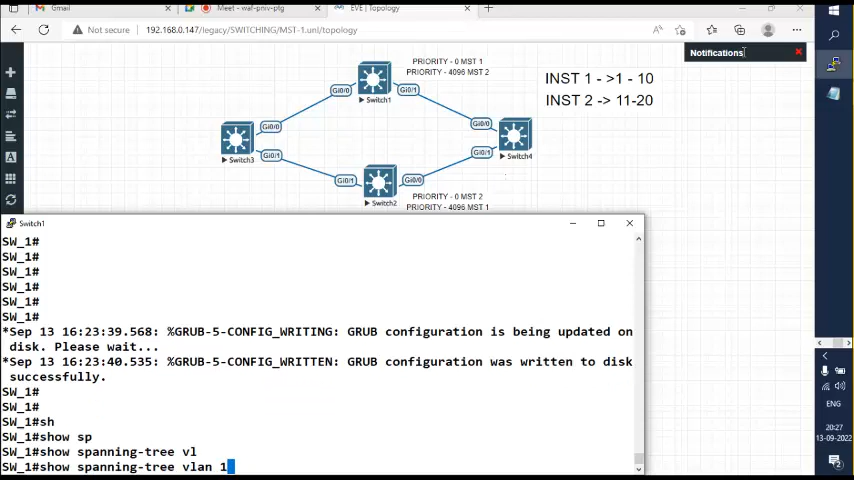 Gmail
Meet - waf-pniv-ptg
EVE | Topology
Not secure
192.168.0.147/legacy/SWITCHING/MST-1.unl/topology
Notifications
PRIORITY - 0 MST 1
PRIORITY - 4096 MST 2
INST 1 - >1 - 10
INST 2 -> 11-20
Gi0/0
Gi0/1
Switch1
Gi0/0
Gi0/0
Switch3
Switch4
Gi0/1
Gi0/1
Gi0/1
Gi0/0
Switch2
PRIORITY - 0 MST 2
PRIORITY - 4096 MST 1
Switch1
SW_1#
SW_1#
SW_1#
SW_1#
SW_1#
SW_1#
*Sep 13 16:23:39.568: %GRUB-5-CONFIG_WRITING: GRUB configuration is being updated on
disk. Please wait...
*Sep 13 16:23:40.535: %GRUB-5-CONFIG_WRITTEN: GRUB configuration was written to disk
successfully.
SW_1#
SW_1#
SW_1#sh
SW_1#show sp
SW_1#show spanning-tree vl
SW_1#show spanning-tree vlan 1
ENG
20:27
13-09-2022
2